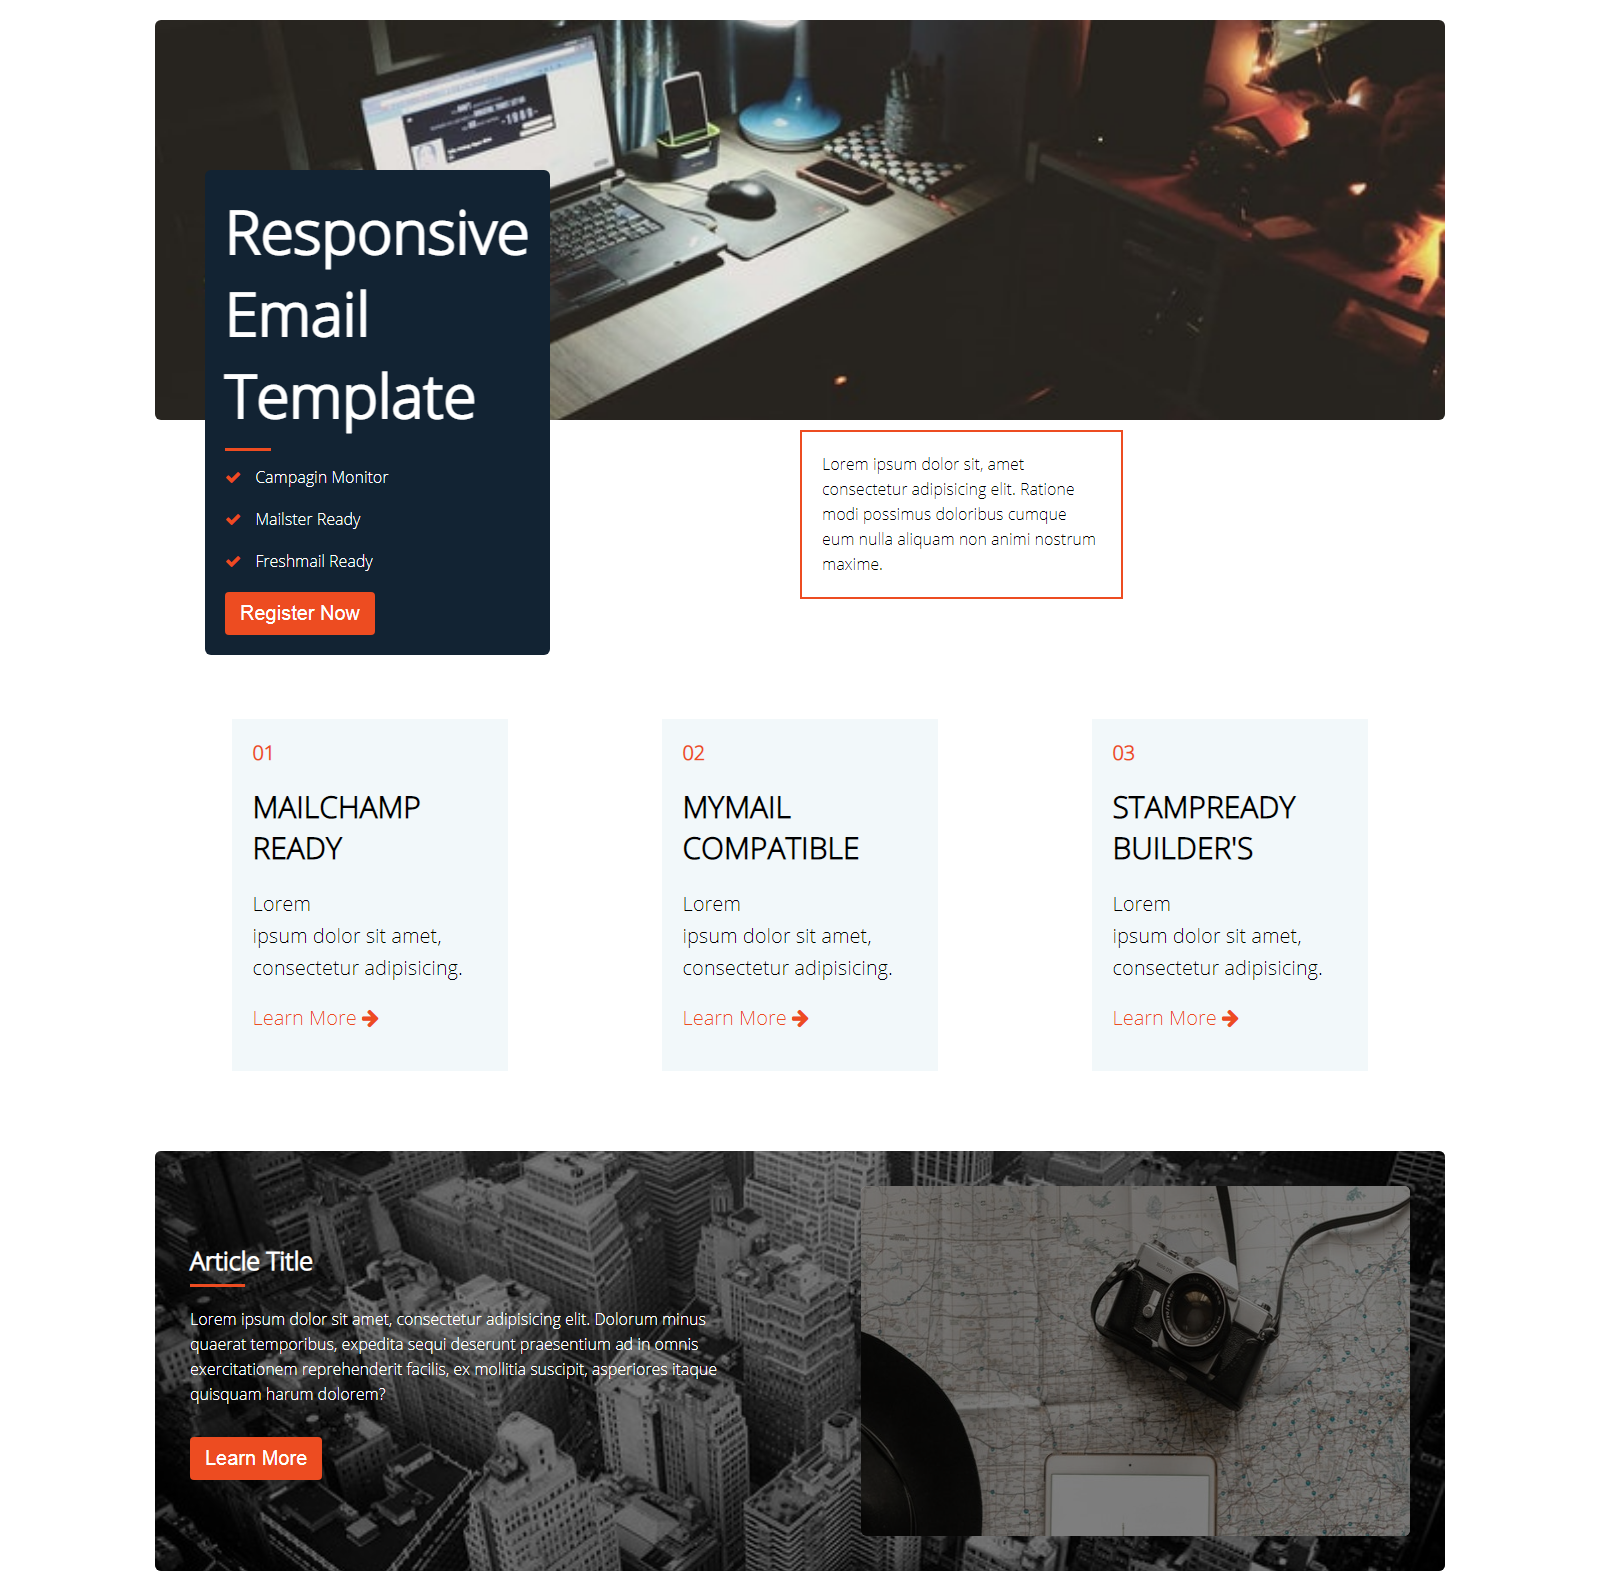 Responsive
Email
Template
Campagin Monitor
Mailster Ready
Freshmail Ready
Register Now
Lorem ipsum dolor sit, amet
consectetur adipisicing elit. Ratione
modi possimus doloribus cumque
eum nulla aliquam non animi nostrum
maxime.
01
MAILCHAMP
READY
Lorem
ipsum dolor sit amet,
consectetur adipisicing.
Learn More
02
MYMAIL
COMPATIBLE
Lorem
ipsum dolor sit amet,
consectetur adipisicing.
Learn More
03
STAMPREADY
BUILDER'S
Lorem
ipsum dolor sit amet,
consectetur adipisicing.
Learn More
Article Title
Lorem ipsum dolor sit amet, consectetur adipisicing elit. Dolorum minus
quaerat temporibus, expedita sequi deserunt praesentium ad in omnis
exercitationem reprehenderit facilis, ex mollitia suscipit, asperiores itaque
quisquam harum dolorem?
Learn More